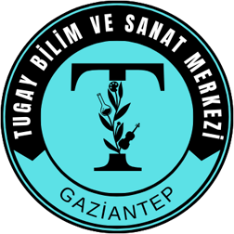 TUGAY BİLİM VE SANAT MERKEZİ
T
GAZİANTEP